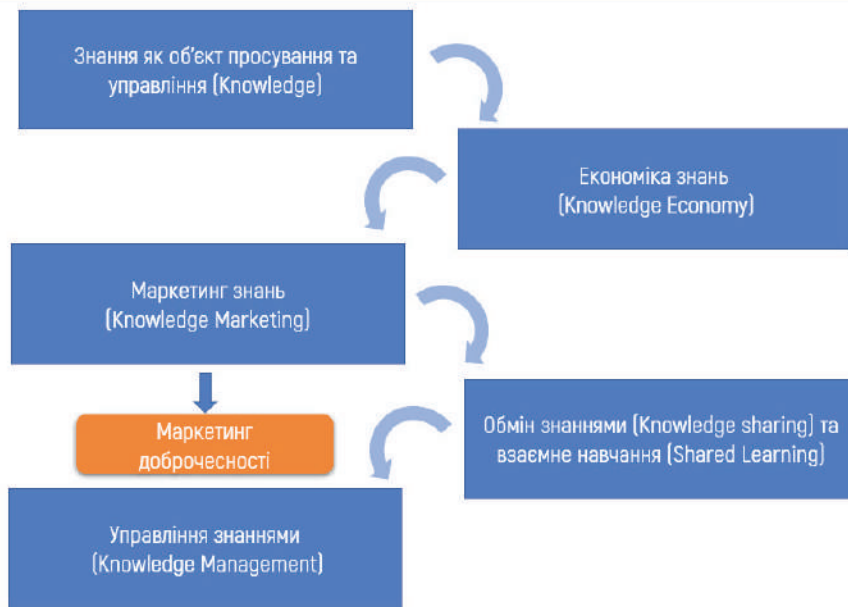 Знання як об'єкт просування та
управління (Knowledge)
Економіка знань
(Knowledge Economy)
Маркетинг знань
(Knowledge Marketing)
Маркетинг
доброчесності
Обмін знаннями (Knowledge sharing) та
взаємне навчання (Shared Learning)
Управління знаннями
(Knowledge Management)